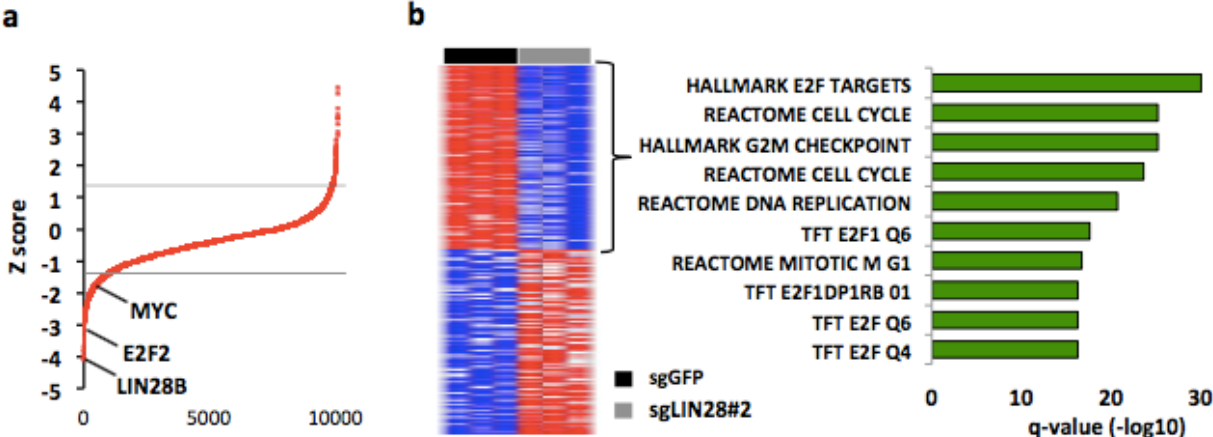 a
5
4
3
2
1
0
-1
-2
-3
-4
-5
Z score
MYC
E2F2
LIN28B
0
5000
10000
b
sgGFP
sgLIN28#2
HALLMARK E2F TARGETS
REACTOME CELL CYCLE
HALLMARK G2M CHECKPOINT
REACTOME CELL CYCLE
REACTOME DNA REPLICATION
TFT E2F1 Q6
REACTOME MITOTIC M G1
TFT E2F1DP1RB 01
TFT E2F Q6
TFT E2F Q4
0
10
20
30
q-value (-log10)